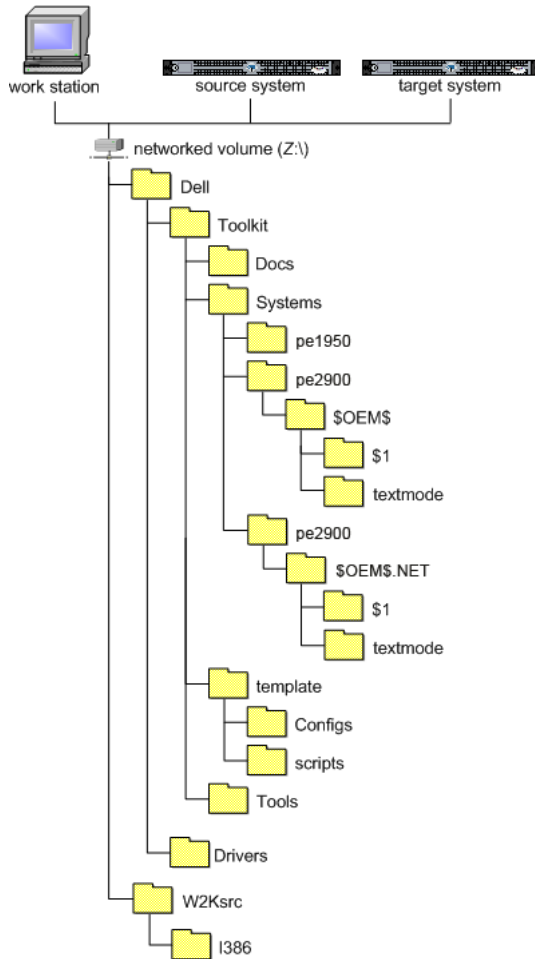 work station
source system
target system
networked volume (Z:\)
Dell
Toolkit
Docs
Systems
pe1950
pe2900
$OEM$
$1
textmode
pe2900
$OEM$.NET
$1
textmode
template
Configs
scripts
Tools
Drivers
W2Ksrc
I386